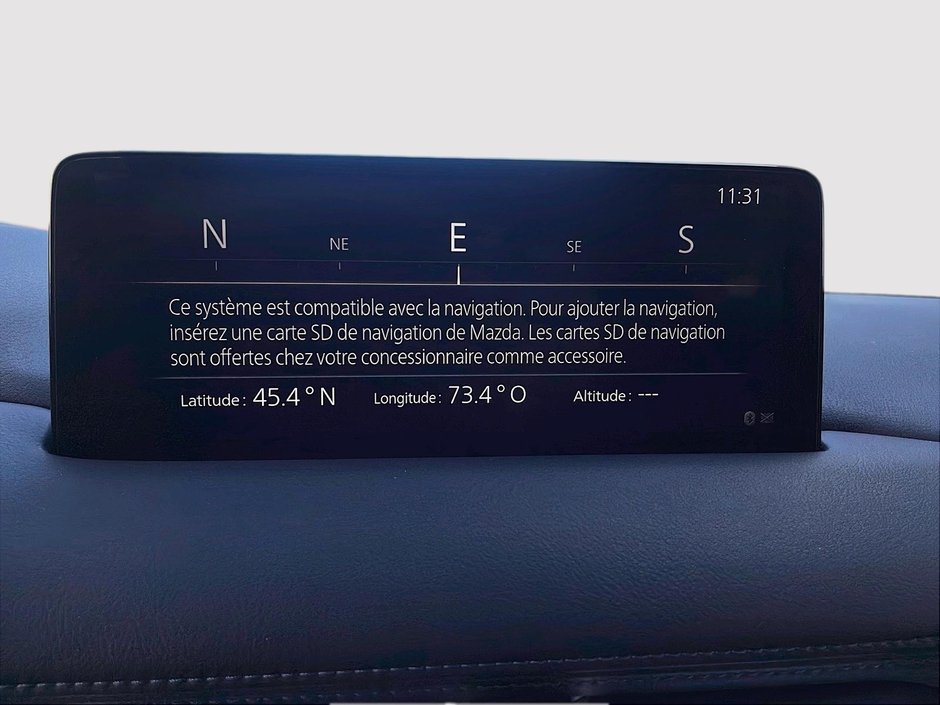 11:31
N NE E SE S
Ce système est compatible avec la navigation. Pour ajouter la navigation,
insérez une carte SD de navigation de Mazda. Les cartes SD de navigation
sont offertes chez votre concessionnaire comme accessoire.
Latitude: 45.4° N Longitude: 73.4° O Altitude: ---